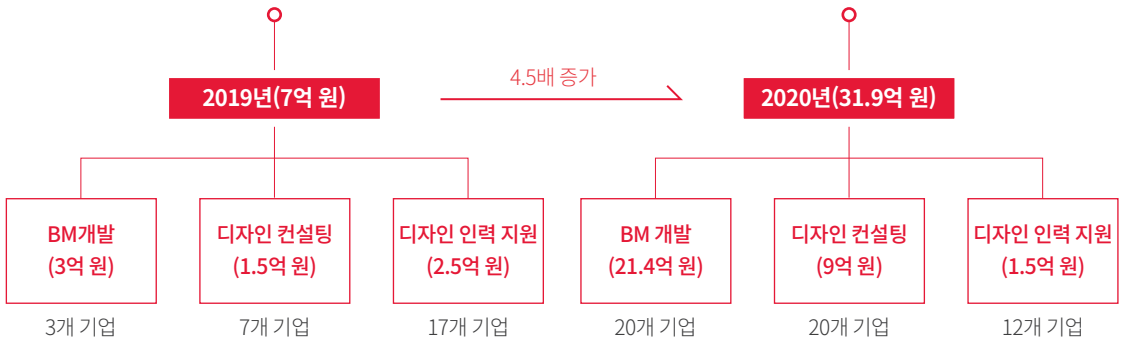 4.5배 증가
2019년(7억 원)
2020년(31.9억 원)
BM개발
(3억 원)
3개 기업
디자인 컨설팅
(1.5억 원)
7개 기업
디자인 인력 지원
(2.5억 원)
17개 기업
BM 개발
(21.4억 원)
20개 기업
디자인 컨설팅
(9억 원)
20개 기업
디자인 인력 지원
(1.5억 원)
12개 기업